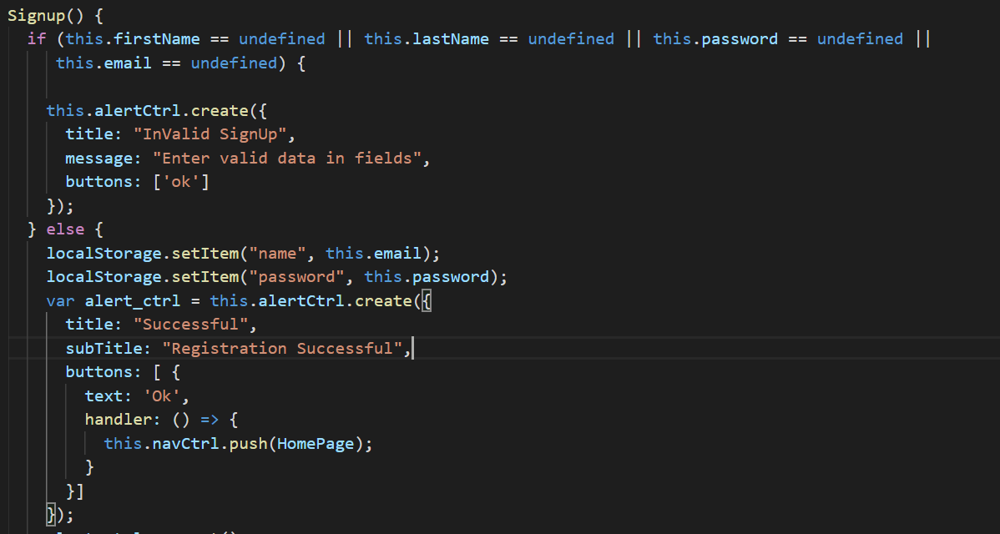 Signup() {
if (this.firstName == undefined || this.lastName == undefined || this.password == undefined ||
this.email == undefined) {
this.alertCtrl.create({
title: "InValid SignUp",
message: "Enter valid data in fields",
buttons: ['ok']
});
} else {
localStorage.setItem("name", this.email);
localStorage.setItem("password", this.password);
var alert_ctrl = this.alertCtrl.create({
title: "Successful",
subTitle: "Registration Successful",
buttons: [ {
text: 'Ok',
handler: () => {
this.navCtrl.push(HomePage);
}
}]
});